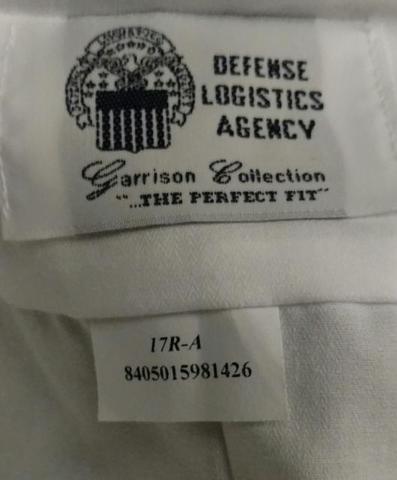 DEFENSE
LOGISTICS
AGENCY
Garrison Collection
"...THE PERFECT FIT"
17R-A
8405015981426